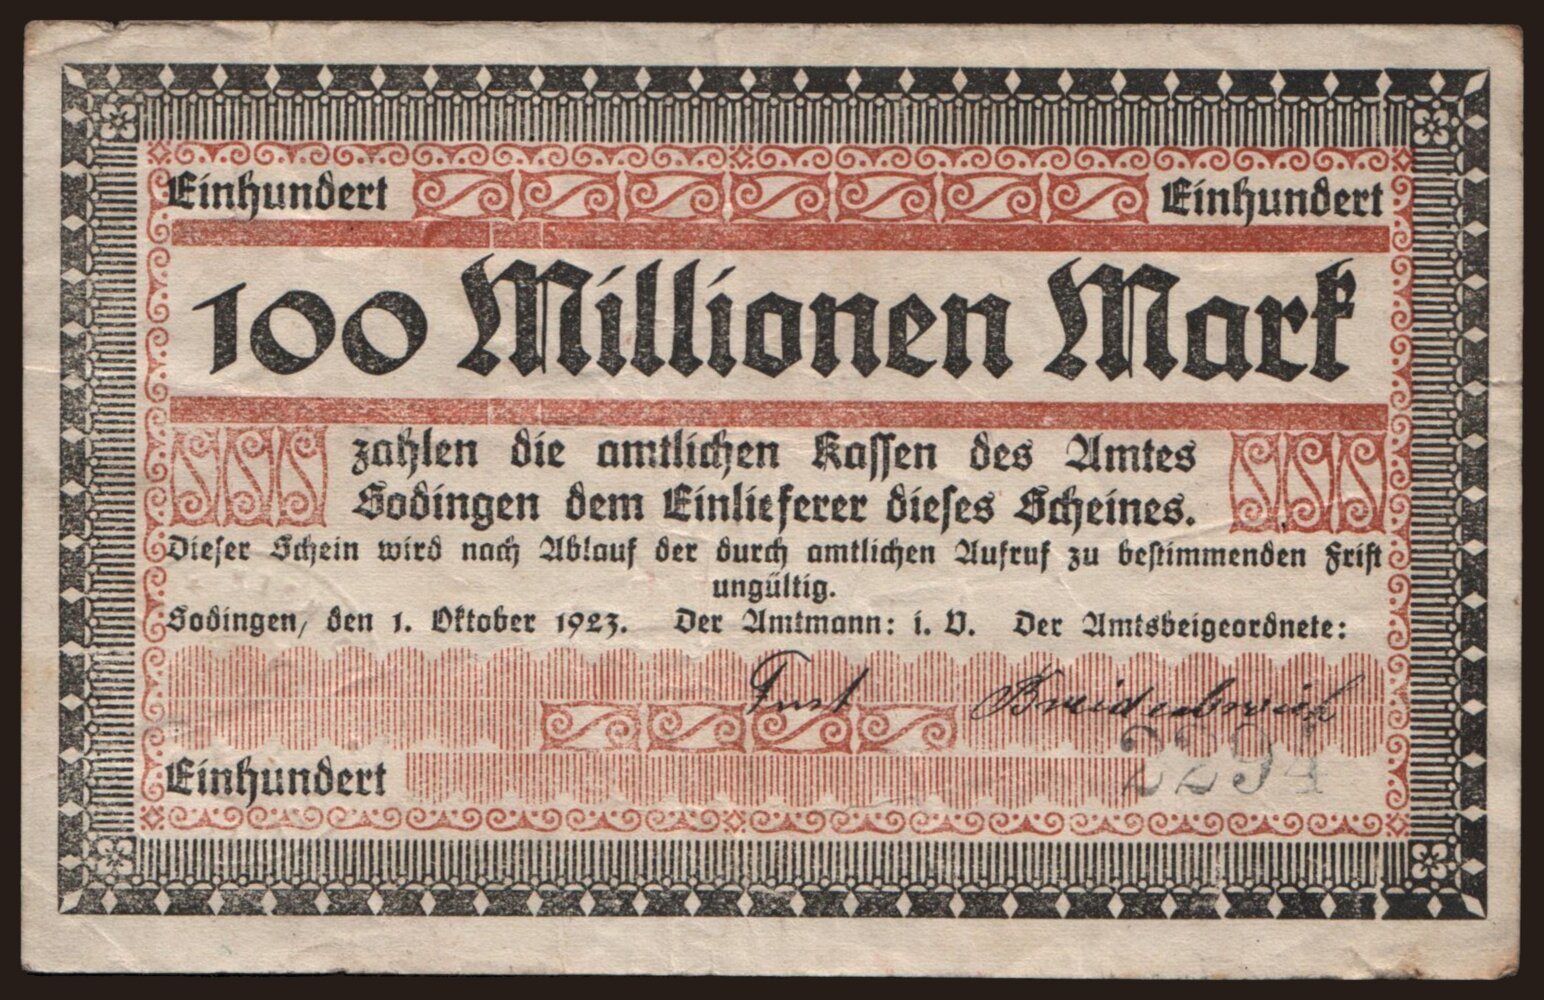 Einhundert Einhundert
100 Millionen Mark
zahlen die amtlichen Kassen des Amtes
Sodingen dem Einlieferer dieses Scheines.
Dieser Schein wird nach Ablauf der durch amtlichen Aufruf zu bestimmenden Frist
ungültig.
Sodingen, den 1. Oktober 1923. Der Amtmann: i. V. Der Amtsbeigeordnete:
Einhundert 2294